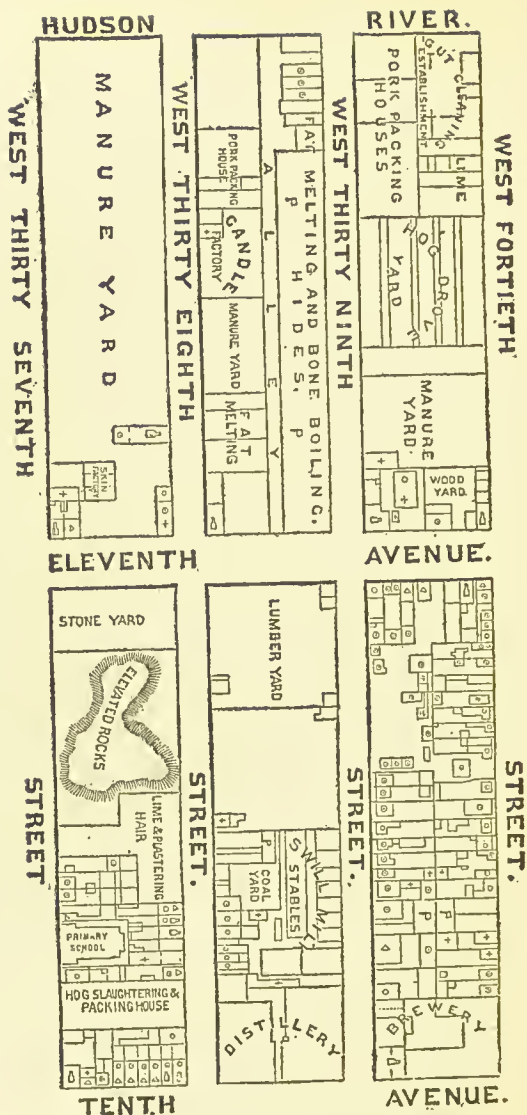 HUDSON RIVER.
WEST THIRTY SEVENTH
MANURE YARD
SKIN FACTORY
WEST THIRTY EIGHTH
PORK PACKING HOUSE
CANDLE FACTORY
MANURE YARD
FAT MELTING
ALLEY
FAT MELTING AND BONE BOILING.
P HIDES, P
WEST THIRTY NINTH
PORK PACKING HOUSES
GUT CLEANING ESTABLISHMENT
LIME
HOG DROVE YARD
MANURE YARD.
WOOD YARD.
WEST FORTIETH
ELEVENTH AVENUE.
STREET
STONE YARD
ELEVATED ROCKS
LIME & PLASTERING HAIR
PRIMARY SCHOOL
HOG SLAUGHTERING & PACKING HOUSE
STREET.
LUMBER YARD
P
COAL YARD
SWILL MILK STABLES
DISTILLERY
STREET.
P P
BREWERY
STREET.
TENTH AVENUE.